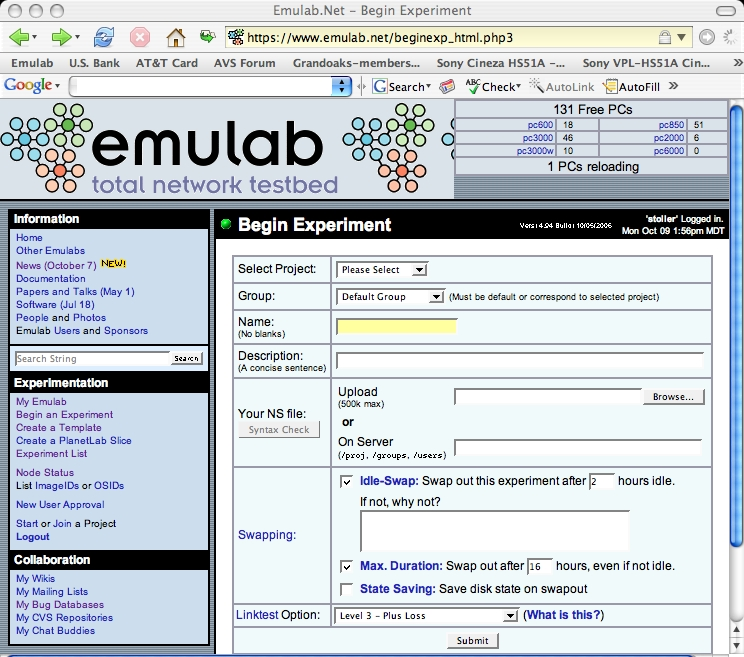 Emulab.Net - Begin Experiment
https://www.emulab.net/beginexp_html.php3
Emulab U.S. Bank AT&T Card AVS Forum Grandoaks-members... Sony Cineza HS51A -... Sony VPL-HS51A Cin... »
Google Search Check AutoLink AutoFill »
emulab
total network testbed
131 Free PCs
pc600 18 pc850 51
pc3000 46 pc2000 6
pc3000w 10 pc6000 0
1 PCs reloading
Information
Home
Other Emulabs
News (October 7) NEW!
Documentation
Papers and Talks (May 1)
Software (Jul 18)
People and Photos
Emulab Users and Sponsors
Search String Search
Experimentation
My Emulab
Begin an Experiment
Create a Template
Create a PlanetLab Slice
Experiment List
Node Status
List ImageIDs or OSIDs
New User Approval
Start or Join a Project
Logout
Collaboration
My Wikis
My Mailing Lists
My Bug Databases
My CVS Repositories
My Chat Buddies
Begin Experiment
Vers: 4.94 Build: 10/05/2006
'stoller' Logged in.
Mon Oct 09 1:56pm MDT
Select Project: Please Select
Group: Default Group (Must be default or correspond to selected project)
Name:
(No blanks)
Description:
(A concise sentence)
Your NS file:
Syntax Check
Upload
(500k max)
Browse...
or
On Server
(/proj, /groups, /users)
Swapping:
Idle-Swap: Swap out this experiment after 2 hours idle.
If not, why not?
Max. Duration: Swap out after 16 hours, even if not idle.
State Saving: Save disk state on swapout
Linktest Option: Level 3 - Plus Loss (What is this?)
Submit